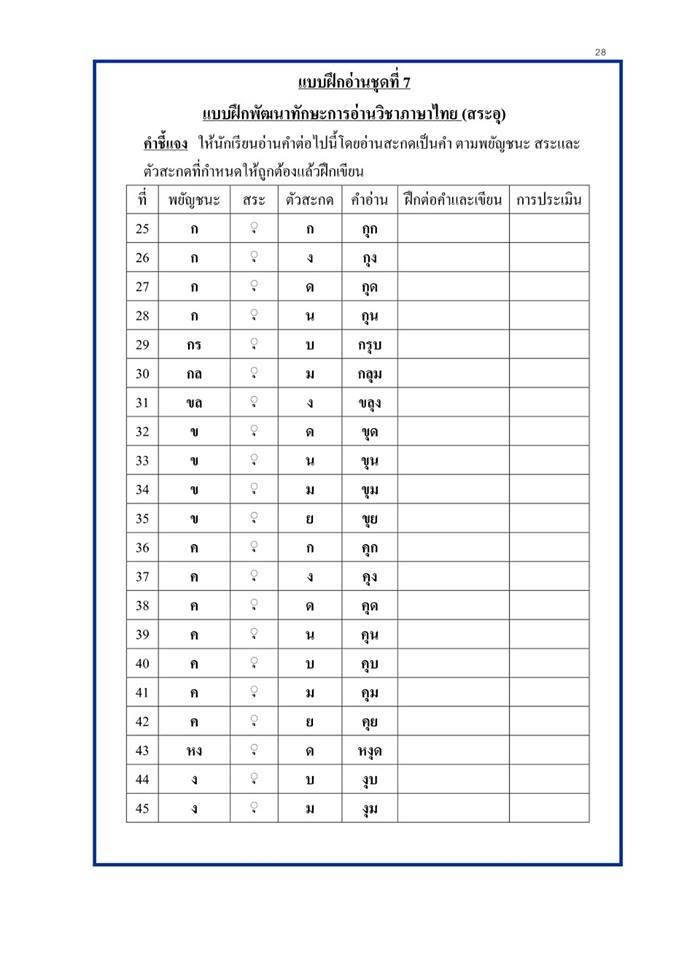 28
แบบฝึกอ่านชุดที่ 7
แบบฝึกพัฒนาทักษะการอ่านวิชาภาษาไทย (สระอุ)
คำชี้แจง ให้นักเรียนอ่านคำต่อไปนี้โดยอ่านสะกดเป็นคำ ตามพยัญชนะ สระและ
ตัวสะกดที่กำหนดให้ถูกต้องแล้วฝึกเขียน
ที่ พยัญชนะ สระ ตัวสะกด คำอ่าน ฝึกต่อคำและเขียน การประเมิน
25 ก ◌ุ ก กุก
26 ก ◌ุ ง กุง
27 ก ◌ุ ด กุด
28 ก ◌ุ น กุน
29 กร ◌ุ บ กรุบ
30 กล ◌ุ ม กลุม
31 ขล ◌ุ ง ขลุง
32 ข ◌ุ ด ขุด
33 ข ◌ุ น ขุน
34 ข ◌ุ ม ขุม
35 ข ◌ุ ย ขุย
36 ค ◌ุ ก คุก
37 ค ◌ุ ง คุง
38 ค ◌ุ ด คุด
39 ค ◌ุ น คุน
40 ค ◌ุ บ คุบ
41 ค ◌ุ ม คุม
42 ค ◌ุ ย คุย
43 หง ◌ุ ด หงุด
44 ง ◌ุ บ งุบ
45 ง ◌ุ ม งุม